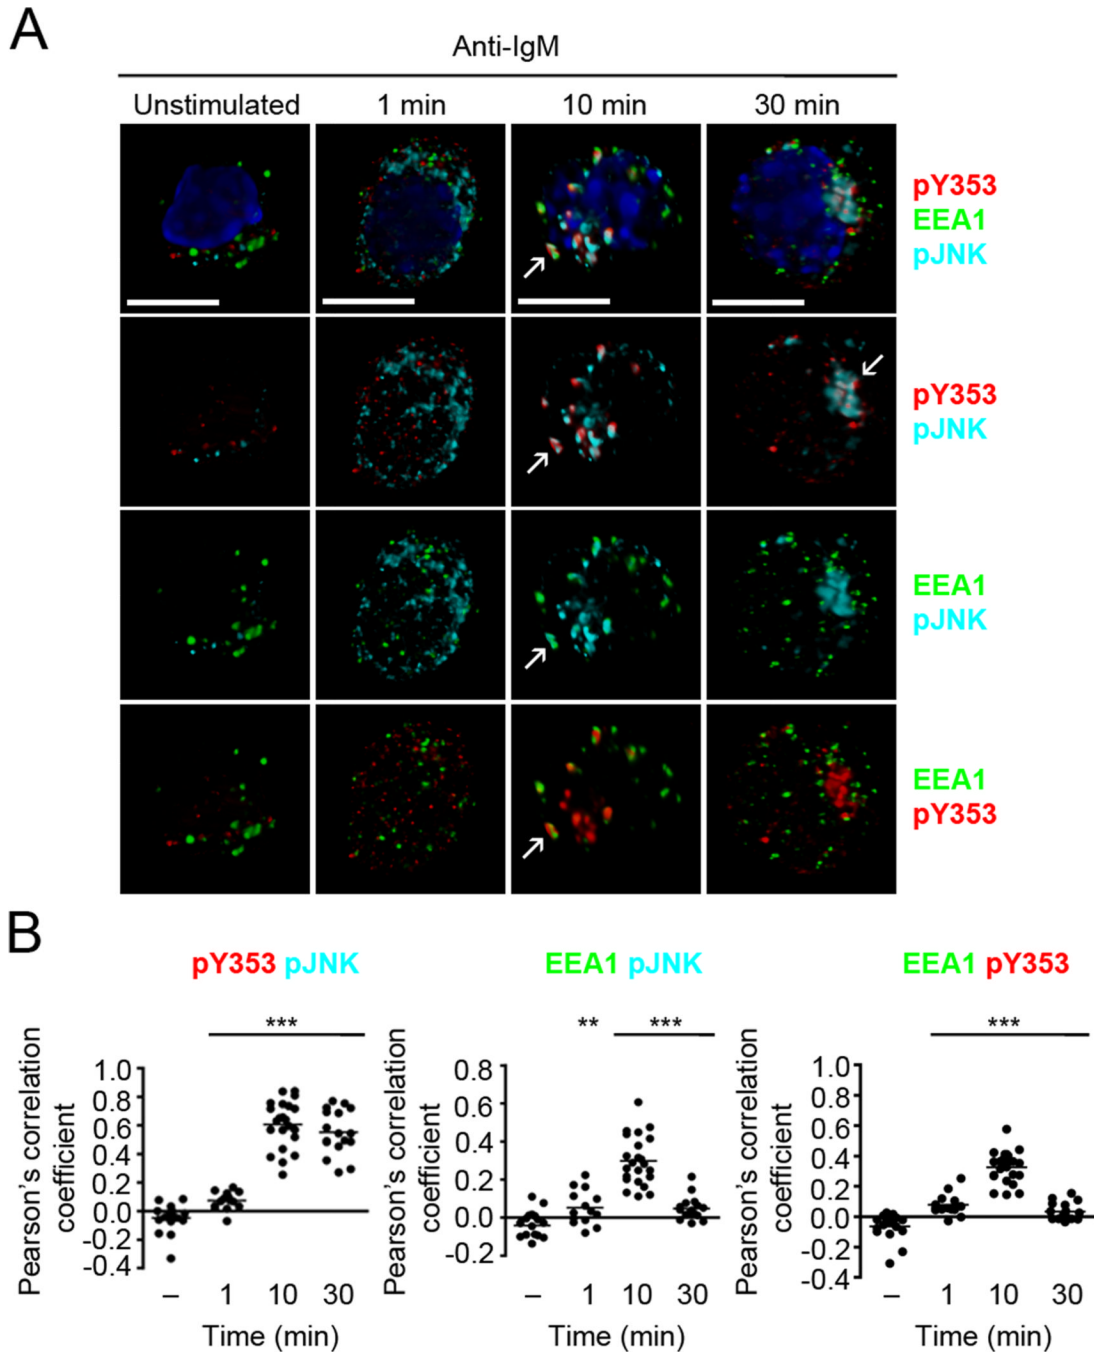 A
Anti-IgM
Unstimulated 1 min 10 min 30 min
pY353
EEA1
pJNK
pY353
pJNK
EEA1
pJNK
EEA1
pY353
B
pY353 pJNK
EEA1 pJNK
EEA1 pY353
***
** ***
***
Pearson's correlation
coefficient
1.0
0.8
0.6
0.4
0.2
0.0
-0.2
-0.4
– 1 10 30
Time (min)
Pearson's correlation
coefficient
0.8
0.6
0.4
0.2
0.0
-0.2
– 1 10 30
Time (min)
Pearson's correlation
coefficient
1.0
0.8
0.6
0.4
0.2
0.0
-0.2
-0.4
– 1 10 30
Time (min)